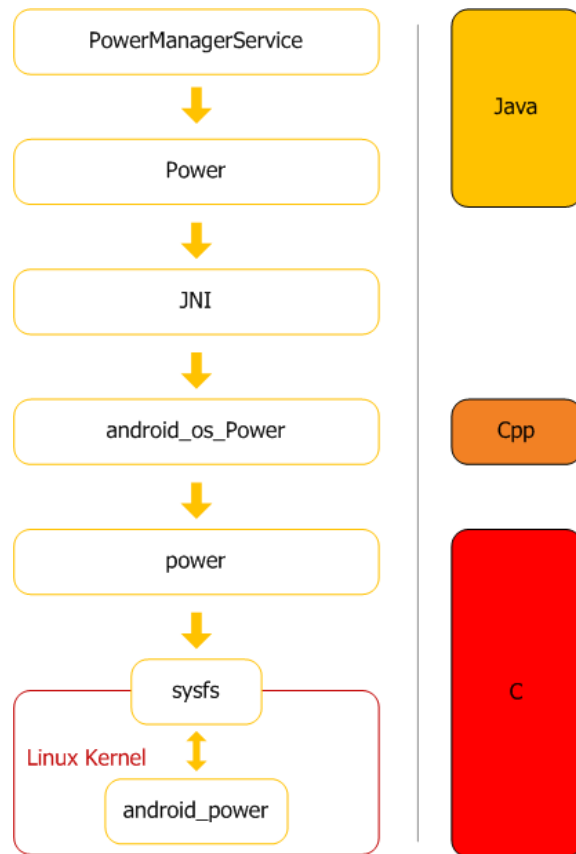 PowerManagerService
Java
Power
JNI
android_os_Power
Cpp
power
sysfs
C
Linux Kernel
android_power